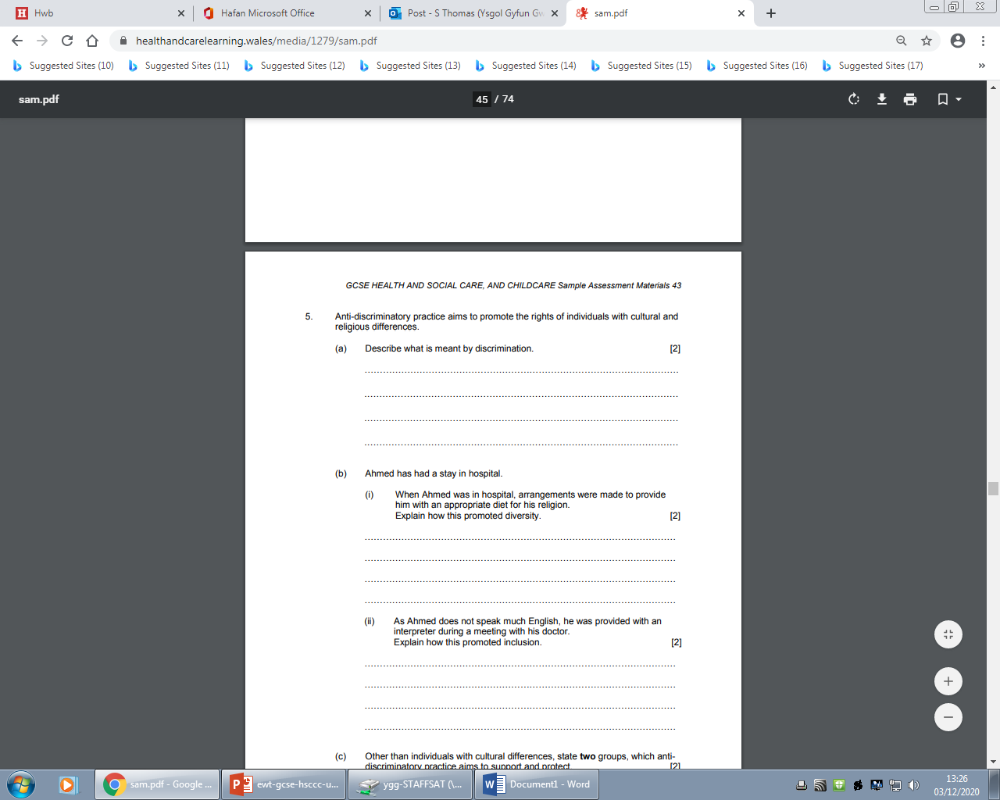 Hwb
Hafan Microsoft Office
Post - S Thomas (Ysgol Gyfun Gw
sam.pdf
healthandcarelearning.wales/media/1279/sam.pdf
Suggested Sites (10)
Suggested Sites (11)
Suggested Sites (12)
Suggested Sites (13)
Suggested Sites (14)
Suggested Sites (15)
Suggested Sites (16)
Suggested Sites (17)
sam.pdf
45 / 74
GCSE HEALTH AND SOCIAL CARE, AND CHILDCARE Sample Assessment Materials 43
5. Anti-discriminatory practice aims to promote the rights of individuals with cultural and
religious differences.
(a) Describe what is meant by discrimination. [2]
(b) Ahmed has had a stay in hospital.
(i) When Ahmed was in hospital, arrangements were made to provide
him with an appropriate diet for his religion.
Explain how this promoted diversity. [2]
(ii) As Ahmed does not speak much English, he was provided with an
interpreter during a meeting with his doctor.
Explain how this promoted inclusion. [2]
(c) Other than individuals with cultural differences, state two groups, which anti-
discriminatory practice aims to support and protect [2]
sam.pdf - Google ...
ewt-gcse-hsccc-u...
ygg-STAFFSAT (\...
Document1 - Word
13:26
03/12/2020